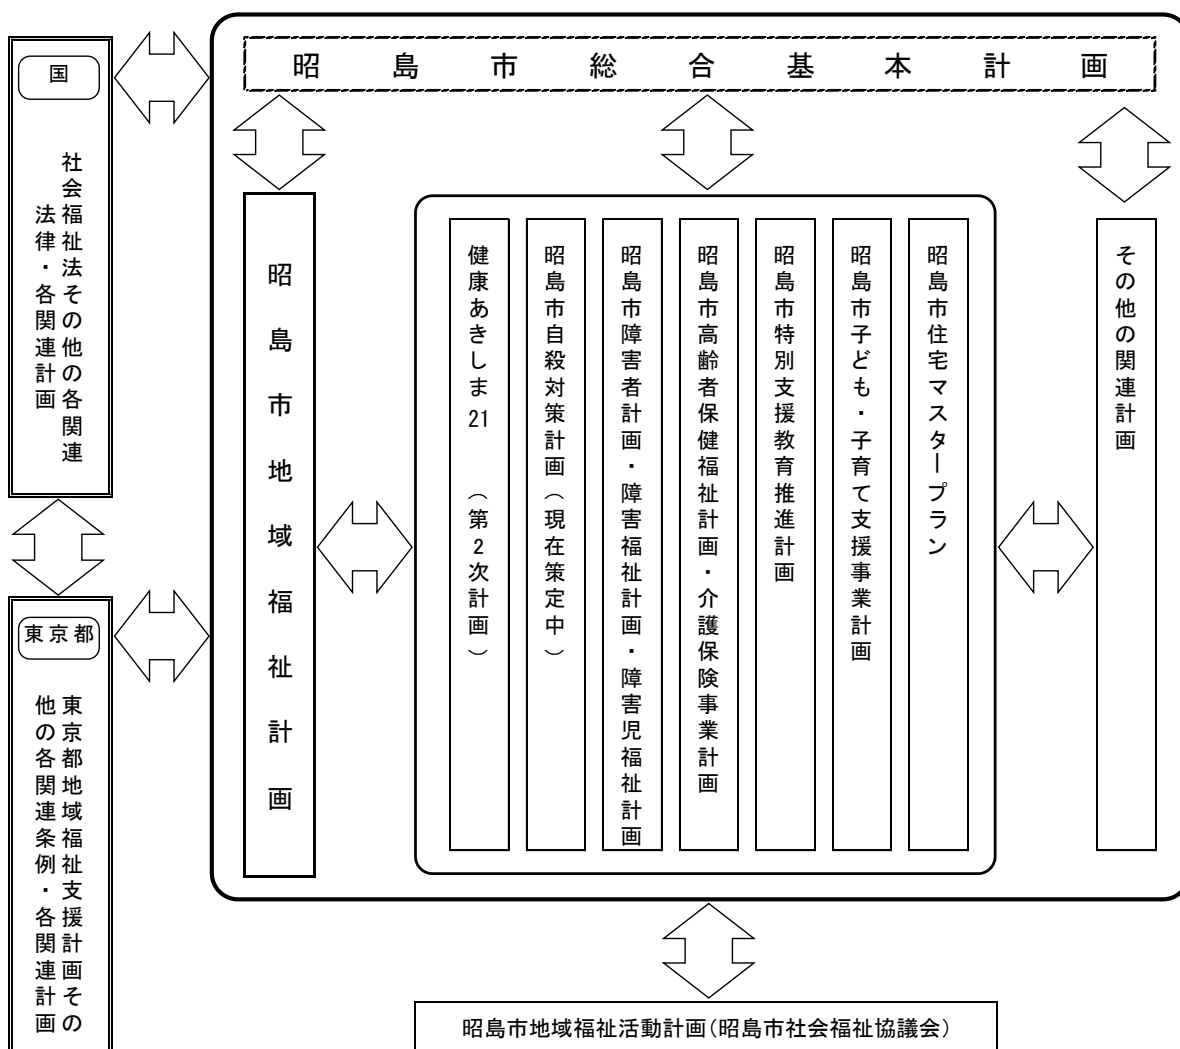 昭島市総合基本計画
国
社会福祉法その他の各関連
法律・各関連計画
東京都
東京都地域福祉支援計画その
他の各関連条例・各関連計画
昭島市地域福祉計画
健康あきしま21 （第2次計画）
昭島市自殺対策計画（現在策定中）
昭島市障害者計画・障害福祉計画・障害児福祉計画
昭島市高齢者保健福祉計画・介護保険事業計画
昭島市特別支援教育推進計画
昭島市子ども・子育て支援事業計画
昭島市住宅マスタープラン
その他の関連計画
昭島市地域福祉活動計画（昭島市社会福祉協議会）